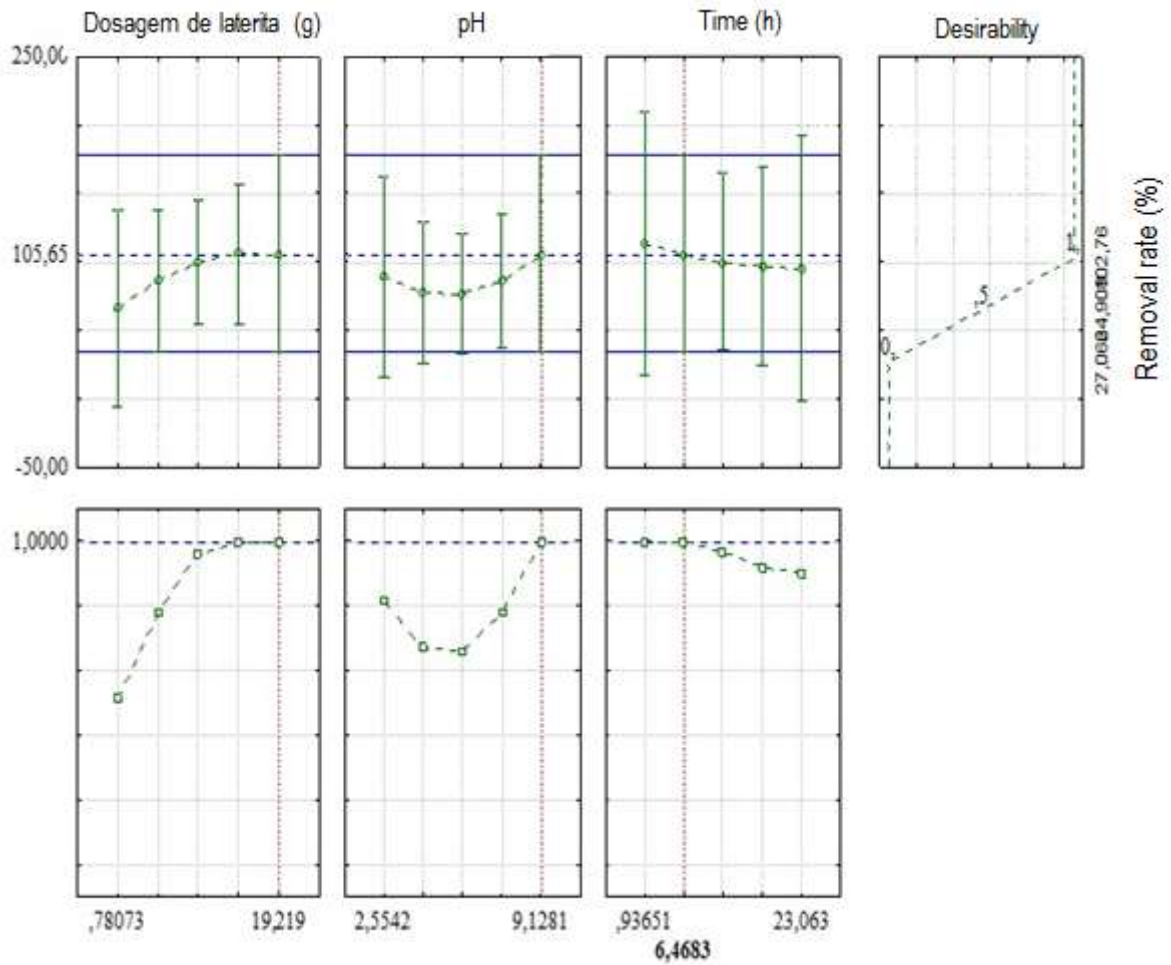 Dosagem de laterita (g)
pH
Time (h)
Desirability
250,00
105,65
-50,00
0,
,5
1,
Removal rate (%)
1,0000
,78073
19,219
2,5542
9,1281
,93651
23,063
6,4683